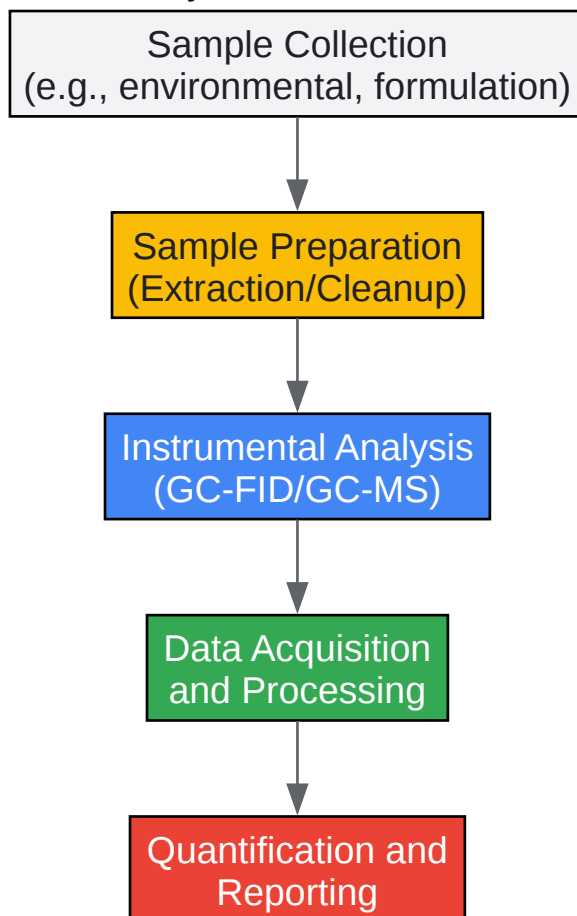 Sample Collection
(e.g., environmental, formulation)
Sample Preparation
(Extraction/Cleanup)
Instrumental Analysis
(GC-FID/GC-MS)
Data Acquisition
and Processing
Quantification and
Reporting